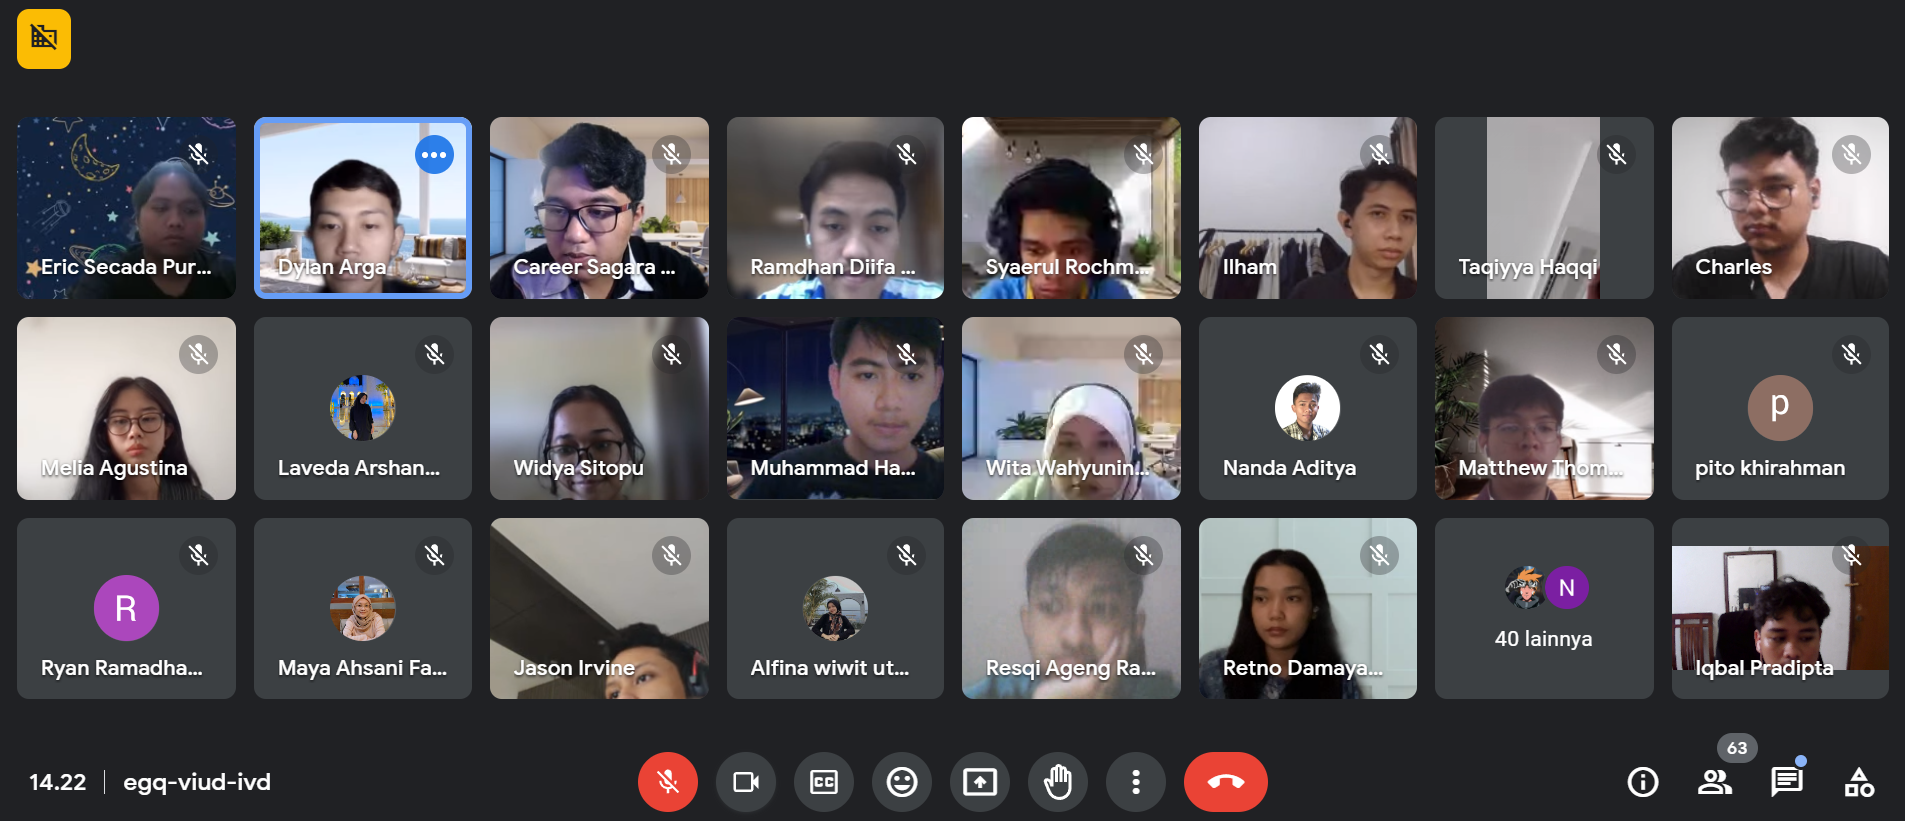 Eric Secada Pur...
Dylan Arga
Career Sagara ...
Ramdhan Diifa ...
Syaerul Rochm...
Ilham
Taqiyya Haqqi
Charles
Melia Agustina
Laveda Arshan...
Widya Sitopu
Muhammad Ha...
Wita Wahyunin...
Nanda Aditya
Matthew Thom...
p
pito khirahman
R
Ryan Ramadha...
Maya Ahsani Fa...
Jason Irvine
Alfina wiwit ut...
Resqi Ageng Ra...
Retno Damaya...
N
40 lainnya
Iqbal Pradipta
14.22 | egq-viud-ivd
CC
63